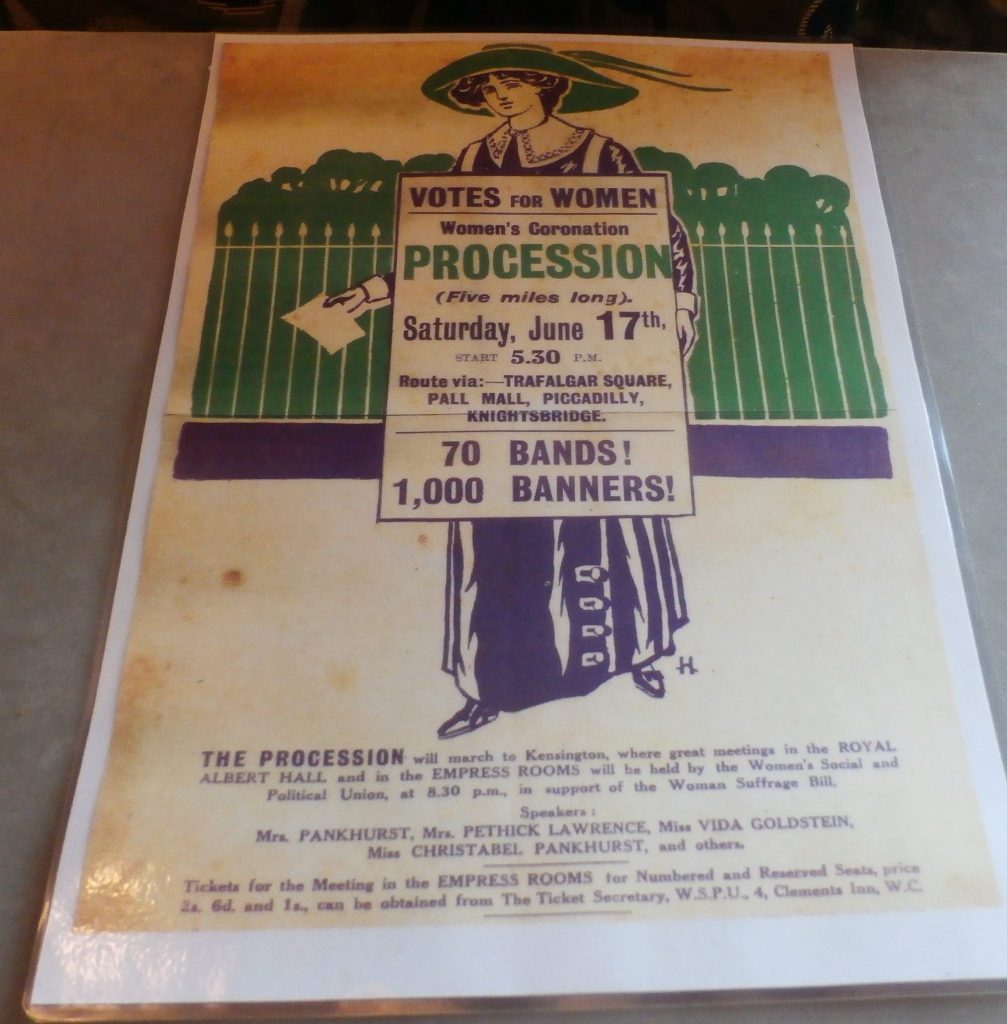 VOTES FOR WOMEN
Women's Coronation
PROCESSION
(Five miles long).
Saturday, June 17th,
START 5.30 P.M.
Route via:—TRAFALGAR SQUARE,
PALL MALL, PICCADILLY,
KNIGHTSBRIDGE.
70 BANDS!
1,000 BANNERS!
H.
THE PROCESSION will march to Kensington, where great meetings in the ROYAL
ALBERT HALL and in the EMPRESS ROOMS will be held by the Women's Social and
Political Union, at 8.30 p.m., in support of the Woman Suffrage Bill.
Speakers:
Mrs. PANKHURST, Mrs. PETHICK LAWRENCE, Miss VIDA GOLDSTEIN,
Miss CHRISTABEL PANKHURST, and others.
Tickets for the Meeting in the EMPRESS ROOMS for Numbered and Reserved Seats, price
2s. 6d. and 1s., can be obtained from The Ticket Secretary, W.S.P.U., 4, Clements Inn, W.C.